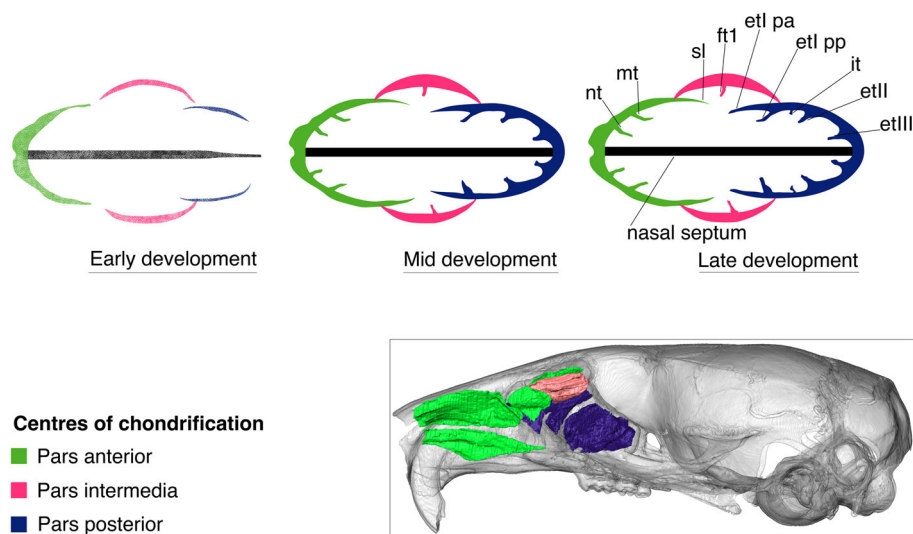 etI pa
ft1
etI pp
sl
it
mt
etII
nt
etIII
nasal septum
Early development
Mid development
Late development
Centres of chondrification
Pars anterior
Pars intermedia
Pars posterior